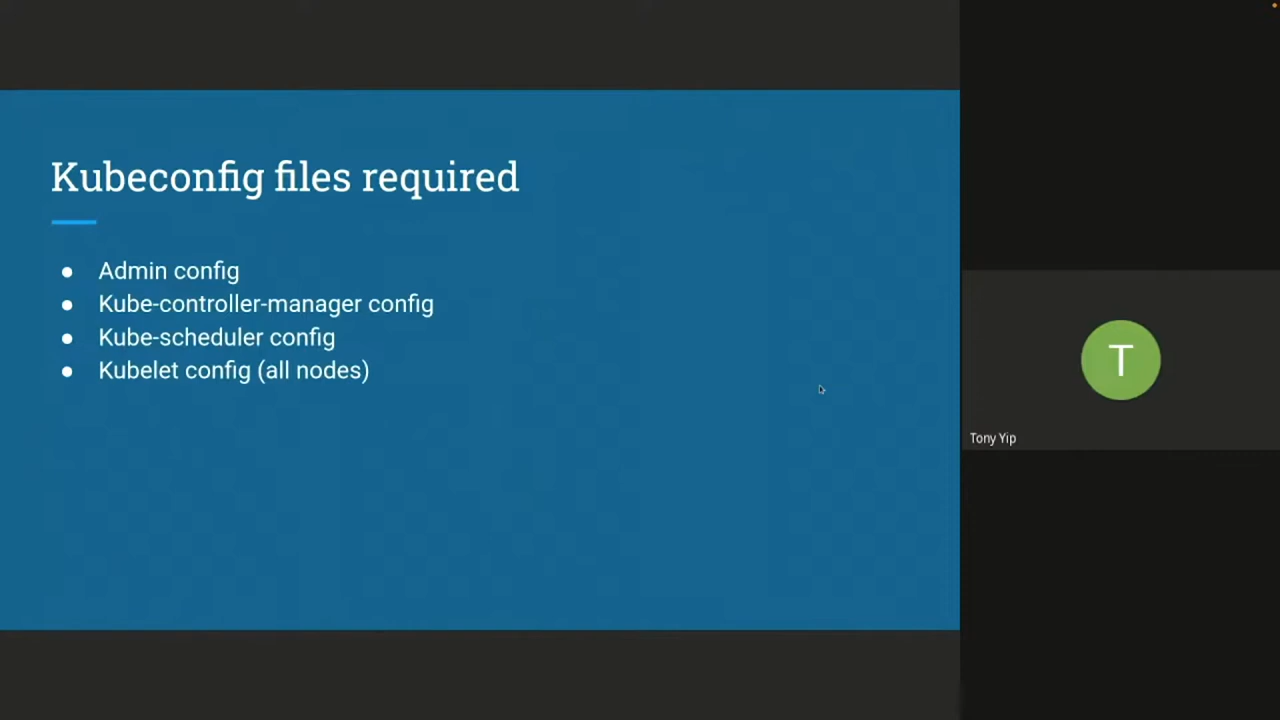 Kubeconfig files required
● Admin config
● Kube-controller-manager config
● Kube-scheduler config
● Kubelet config (all nodes)
T
Tony Yip